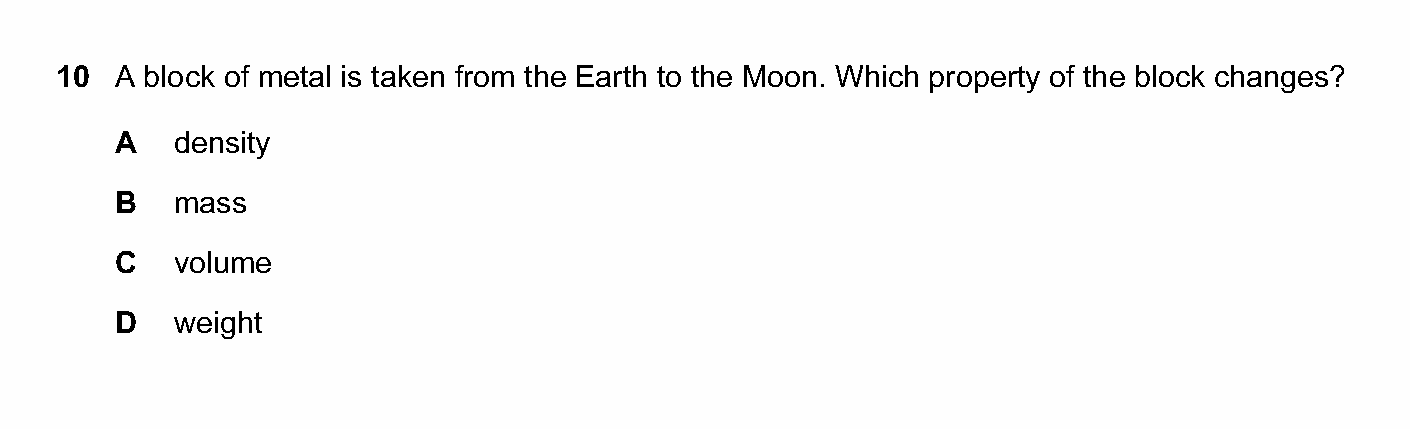 10 A block of metal is taken from the Earth to the Moon. Which property of the block changes?
A density
B mass
C volume
D weight